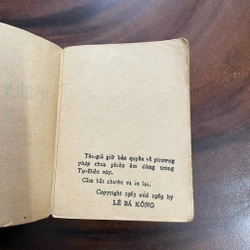 Tác-giả giữ bản quyền về phương
pháp chua phiên âm dùng trong
Tự-Điển này.
Cấm bắt chước và in lại.
Copyright 1963 and 1969 by
LÊ BÁ KÔNG